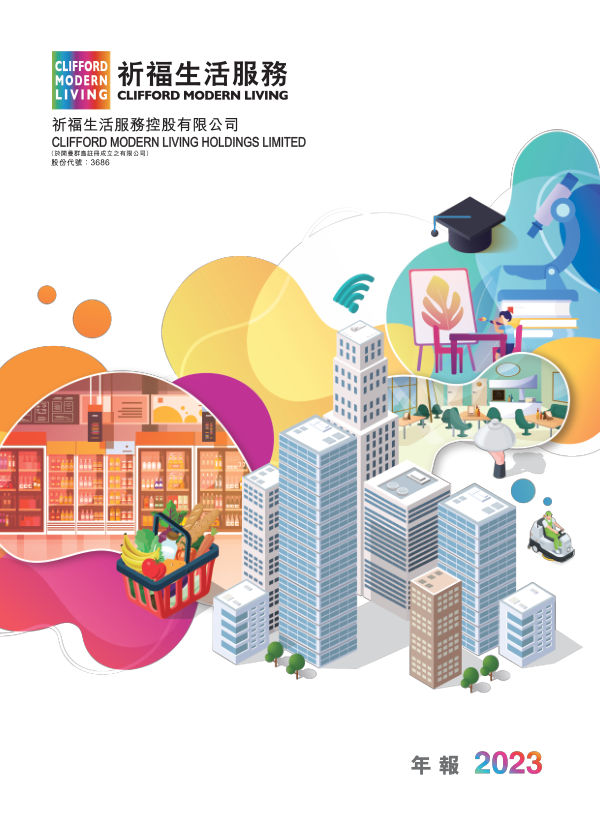 CLIFFORD
MODERN
LIVING
祈福生活服務
CLIFFORD MODERN LIVING
祈福生活服務控股有限公司
CLIFFORD MODERN LIVING HOLDINGS LIMITED
(於開曼群島註冊成立之有限公司)
股份代號：3686
年報 2023